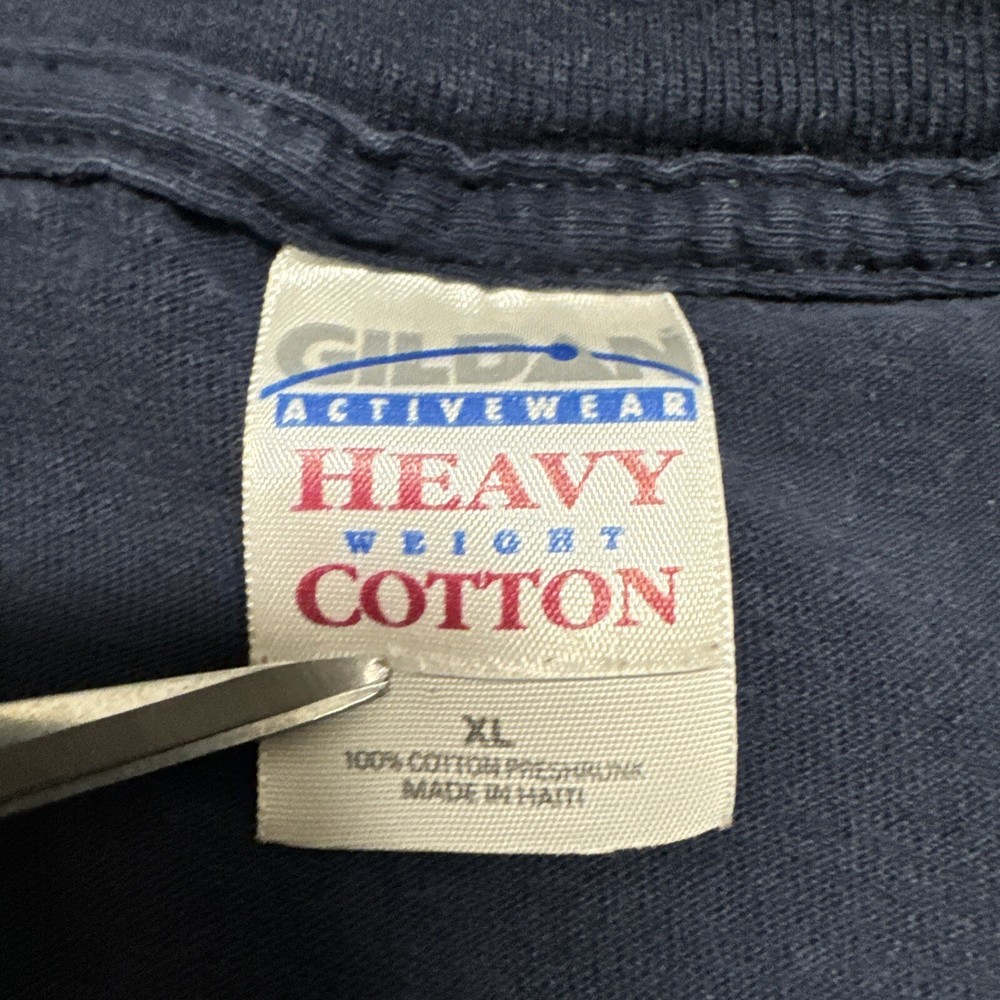 GILDAN
ACTIVEWEAR
HEAVY
WEIGHT
COTTON
XL
100% COTTON PRESHRUNK
MADE IN HAITI